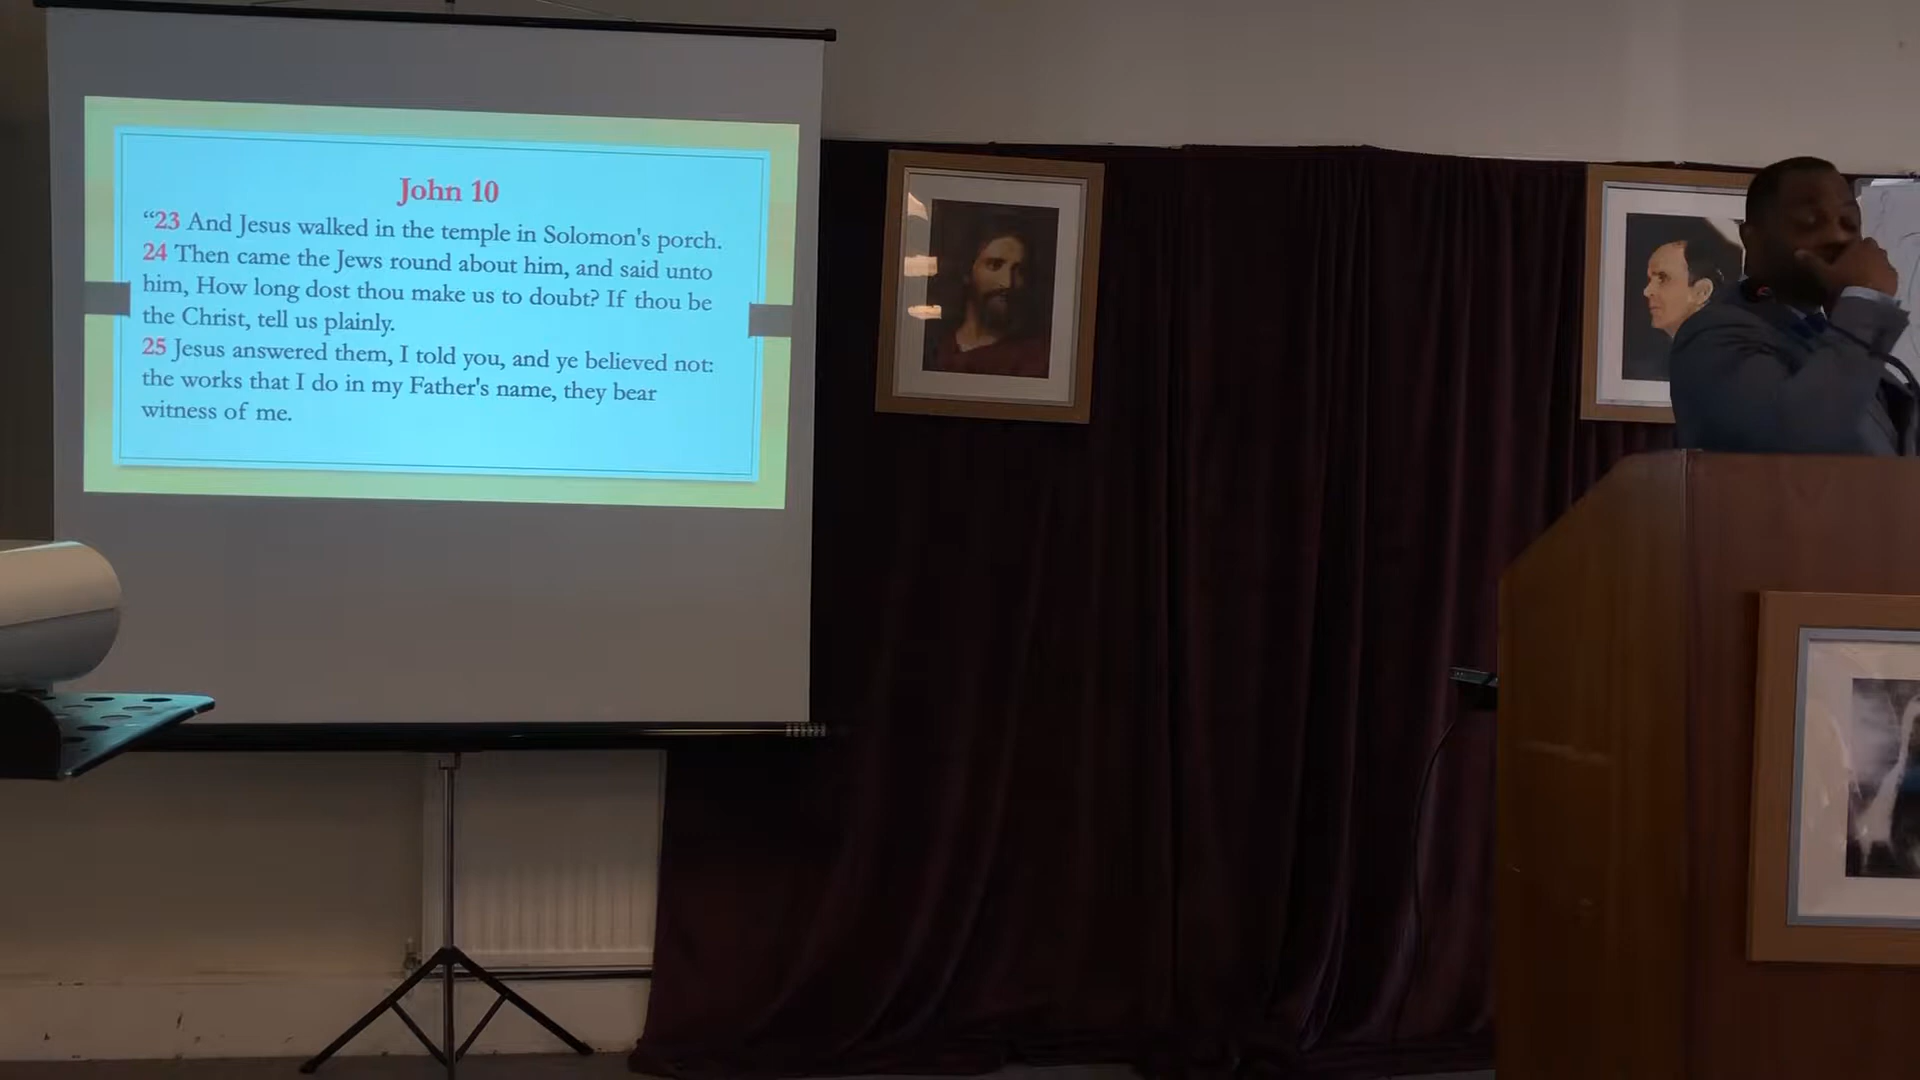 John 10
“23 And Jesus walked in the temple in Solomon's porch.
24 Then came the Jews round about him, and said unto
him, How long dost thou make us to doubt? If thou be
the Christ, tell us plainly.
25 Jesus answered them, I told you, and ye believed not:
the works that I do in my Father's name, they bear
witness of me.